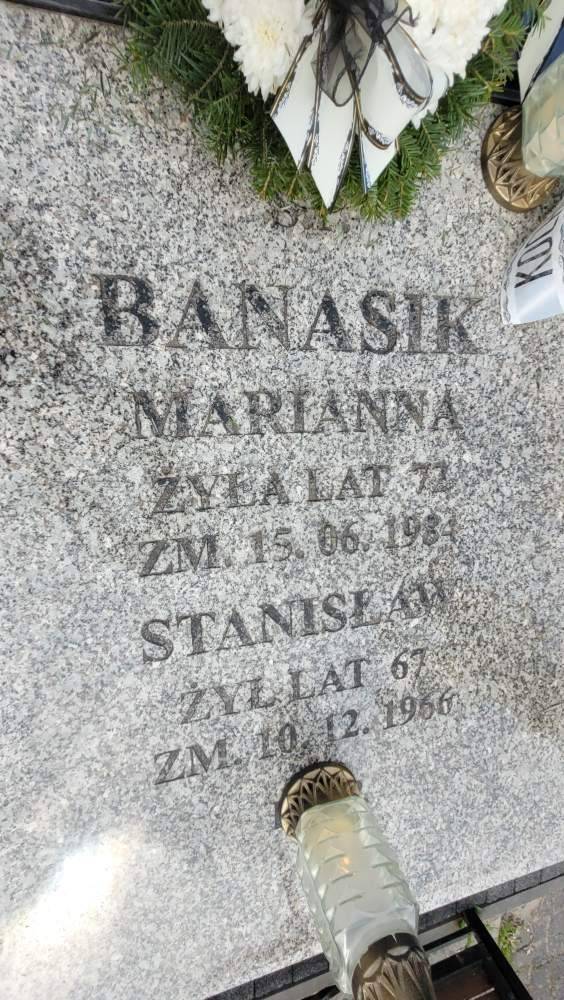 BANASIK
MARIANNA
ŻYŁA LAT 72
ZM. 15. 06. 1984
STANISŁAW
ŻYŁ LAT 67
ZM. 10. 12. 1966